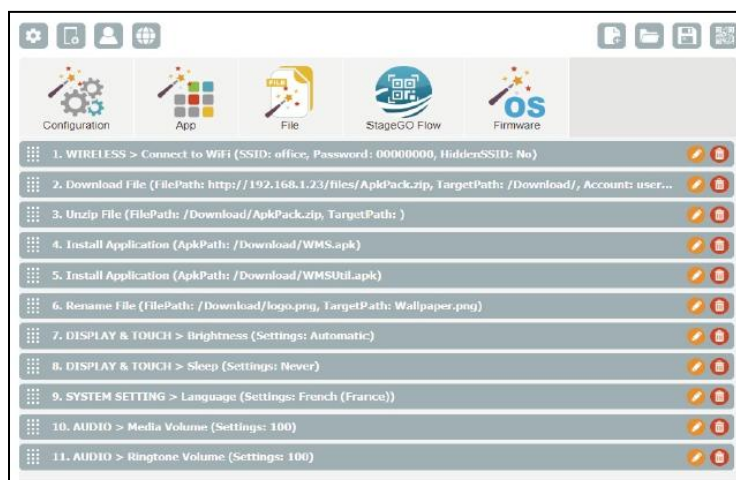 Configuration
App
FILE
File
StageGO Flow
OS
Firmware
1. WIRELESS > Connect to WiFi (SSID: office, Password: 00000000, HiddenSSID: No)
2. Download File (FilePath: http://192.168.1.23/files/ApkPack.zip, TargetPath: /Download/, Account: user...
3. Unzip File (FilePath: /Download/ApkPack.zip, TargetPath: )
4. Install Application (ApkPath: /Download/WMS.apk)
5. Install Application (ApkPath: /Download/WMSUtil.apk)
6. Rename File (FilePath: /Download/logo.png, TargetPath: Wallpaper.png)
7. DISPLAY & TOUCH > Brightness (Settings: Automatic)
8. DISPLAY & TOUCH > Sleep (Settings: Never)
9. SYSTEM SETTING > Language (Settings: French (France))
10. AUDIO > Media Volume (Settings: 100)
11. AUDIO > Ringtone Volume (Settings: 100)